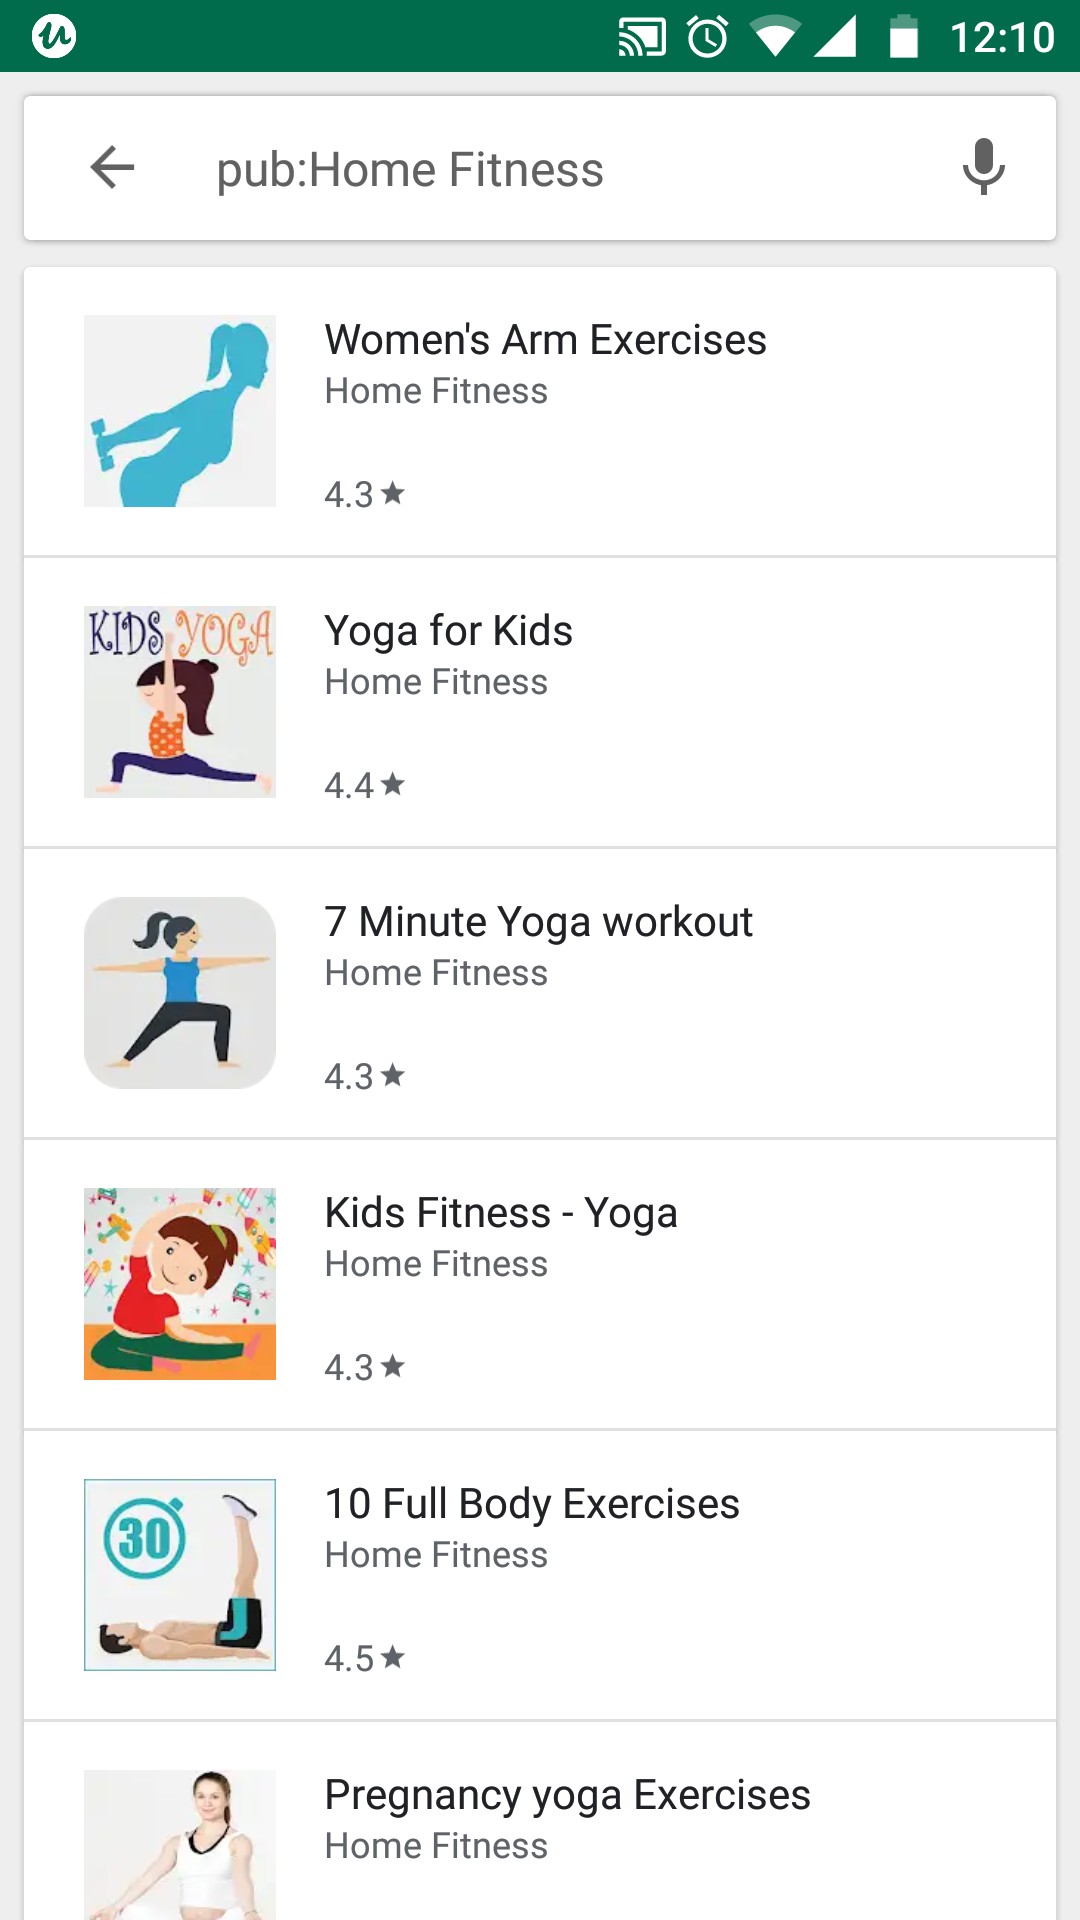 12:10
pub:Home Fitness
Women's Arm Exercises
Home Fitness
4.3
KIDS YOGA
Yoga for Kids
Home Fitness
4.4
7 Minute Yoga workout
Home Fitness
4.3
Kids Fitness - Yoga
Home Fitness
4.3
30
10 Full Body Exercises
Home Fitness
4.5
Pregnancy yoga Exercises
Home Fitness